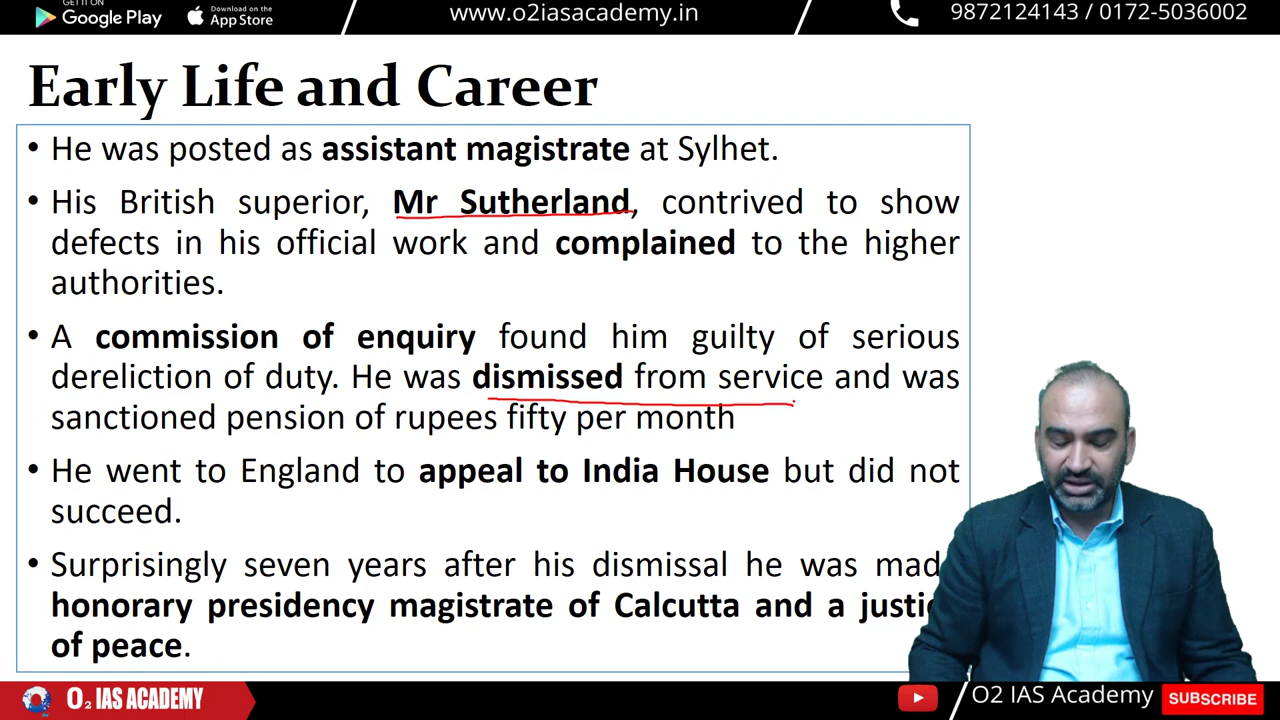 GET IT ON
Google Play
Download on the
App Store
www.o2iasacademy.in
9872124143 / 0172-5036002
Early Life and Career
• He was posted as assistant magistrate at Sylhet.
• His British superior, Mr Sutherland, contrived to show
defects in his official work and complained to the higher
authorities.
• A commission of enquiry found him guilty of serious
dereliction of duty. He was dismissed from service and was
sanctioned pension of rupees fifty per month
• He went to England to appeal to India House but did not
succeed.
• Surprisingly seven years after his dismissal he was mad
honorary presidency magistrate of Calcutta and a justic
of peace.
O2 IAS ACADEMY
O2 IAS Academy
SUBSCRIBE